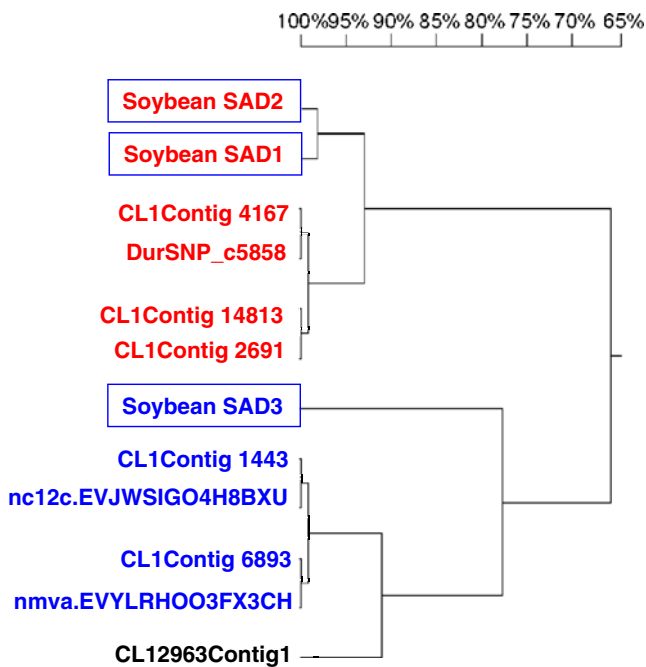 100%95% 90% 85% 80% 75% 70% 65%
Soybean SAD2
Soybean SAD1
CL1Contig 4167
DurSNP_c5858
CL1Contig 14813
CL1Contig 2691
Soybean SAD3
CL1Contig 1443
nc12c.EVJWSIGO4H8BXU
CL1Contig 6893
nmva.EVYLRHOO3FX3CH
CL12963Contig1